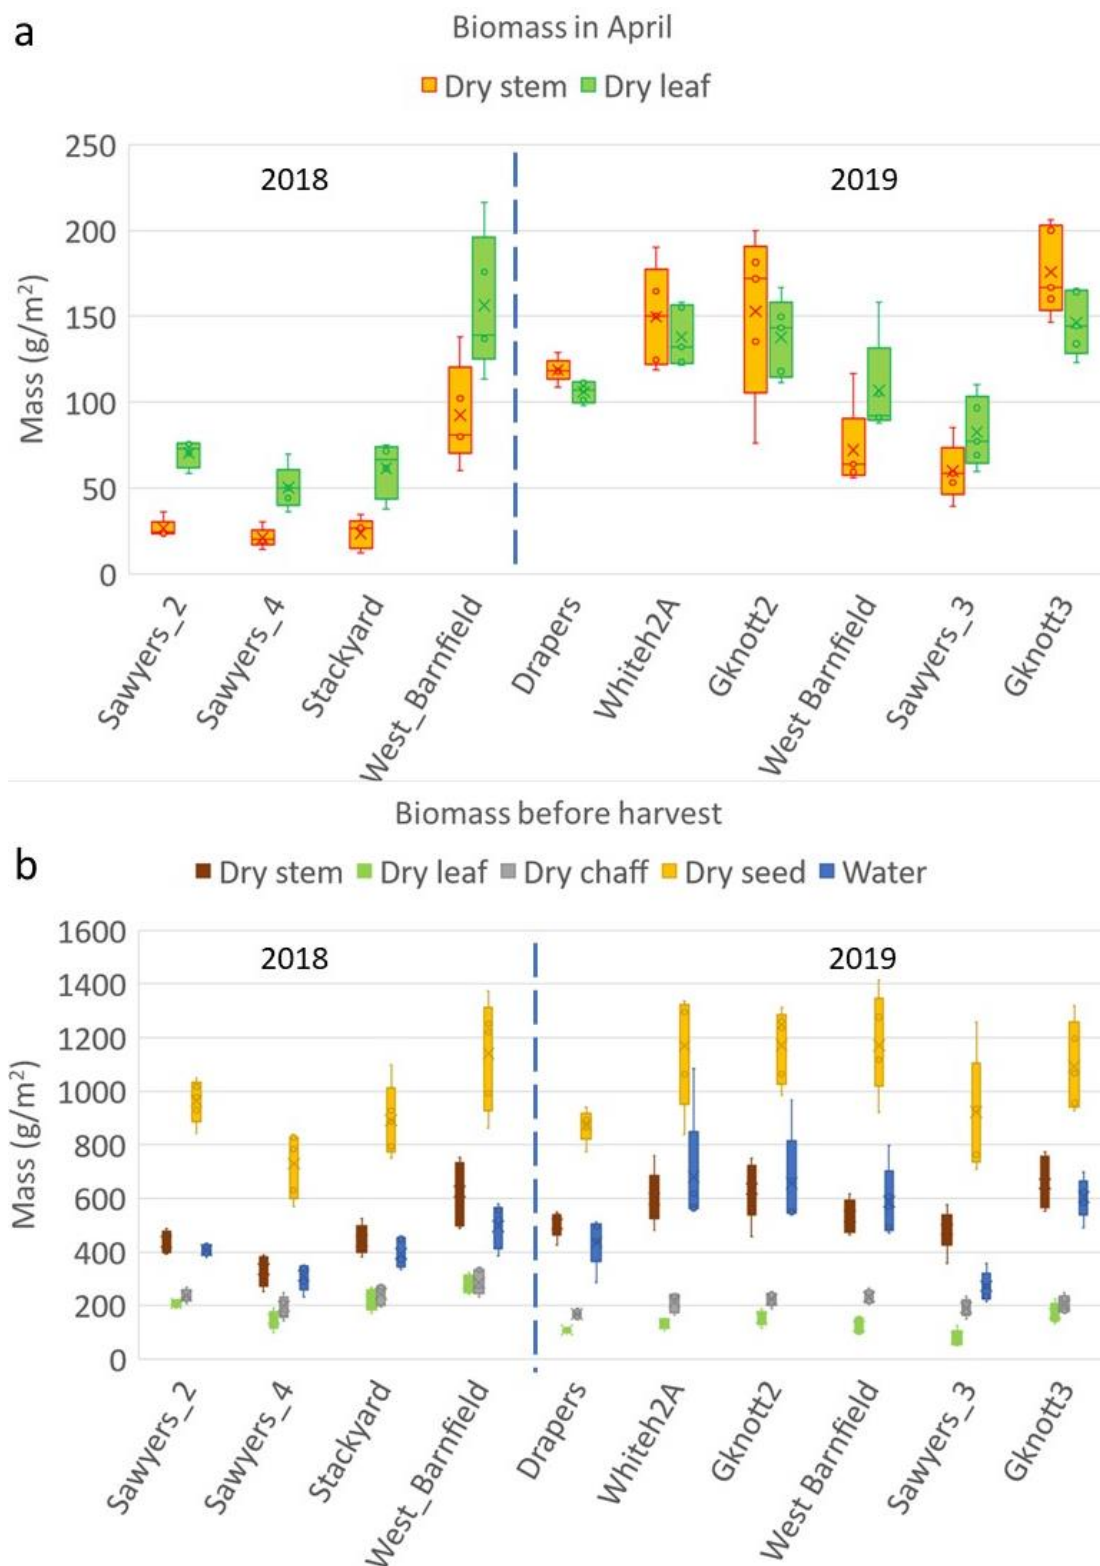 a
Biomass in April
Dry stem Dry leaf
250
200
150
100
50
0
Mass (g/m²)
2018
2019
Sawyers_2
Sawyers_4
Stackyard
West_Barnfield
Drapers
Whiteh2A
Gknott2
West Barnfield
Sawyers_3
Gknott3
Biomass before harvest
b
Dry stem Dry leaf Dry chaff Dry seed Water
1600
1400
1200
1000
800
600
400
200
0
Mass (g/m²)
2018
2019
Sawyers_2
Sawyers_4
Stackyard
West_Barnfield
Drapers
Whiteh2A
Gknott2
West Barnfield
Sawyers_3
Gknott3